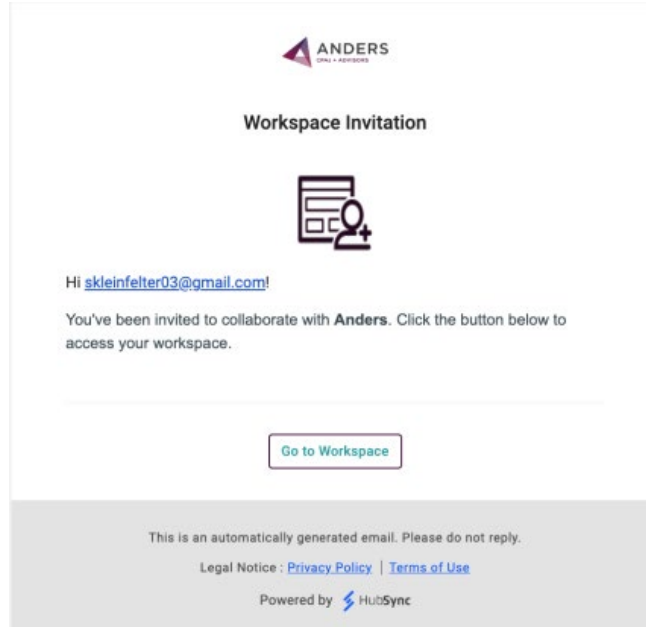 ANDERS
CPAs + ADVISORS
Workspace Invitation
Hi skleinfelter03@gmail.com!
You've been invited to collaborate with Anders. Click the button below to
access your workspace.
Go to Workspace
This is an automatically generated email. Please do not reply.
Legal Notice : Privacy Policy | Terms of Use
Powered by HubSync